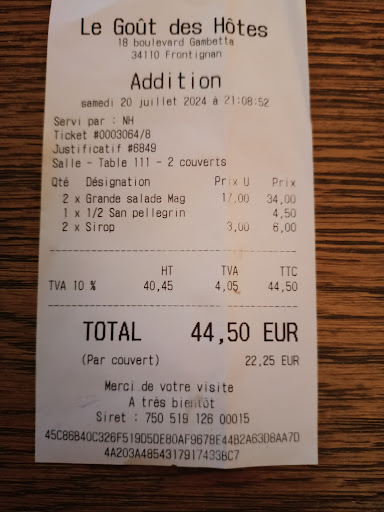 Le Goût des Hôtes
18 boulevard Gambetta
34110 Frontignan
Addition
samedi 20 juillet 2024 à 21:08:52
Servi par : NH
Ticket #0003064/8
Justificatif #6849
Salle - Table 111 - 2 couverts
Qté Désignation Prix U Prix
2 x Grande salade Mag 17,00 34,00
1 x 1/2 San pellegrin 4,50
2 x Sirop 3,00 6,00
HT TVA TTC
TVA 10 % 40,45 4,05 44,50
TOTAL 44,50 EUR
(Par couvert) 22,25 EUR
Merci de votre visite
A très bientôt
Siret : 750 519 126 00015
45C86B40C326F519D5DE80AF967BE44B2A63D8AA7D
4A203A4854317917433BC7